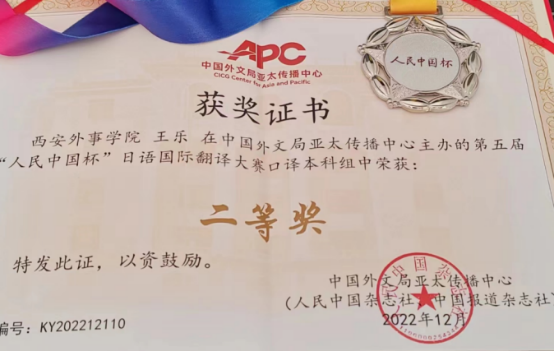 APC
中国外文局亚太传播中心
CICG Center for Asia and Pacific
人民中国杯
获奖证书
西安外事学院 王乐 在中国外文局亚太传播中心主办的第五届
“人民中国杯”日语国际翻译大赛口译本科组中荣获:
二等奖
特发此证,以资鼓励。
中国外文局亚太传播中心
(人民中国杂志社、中国报道杂志社)
2022年12月
编号:KY202212110